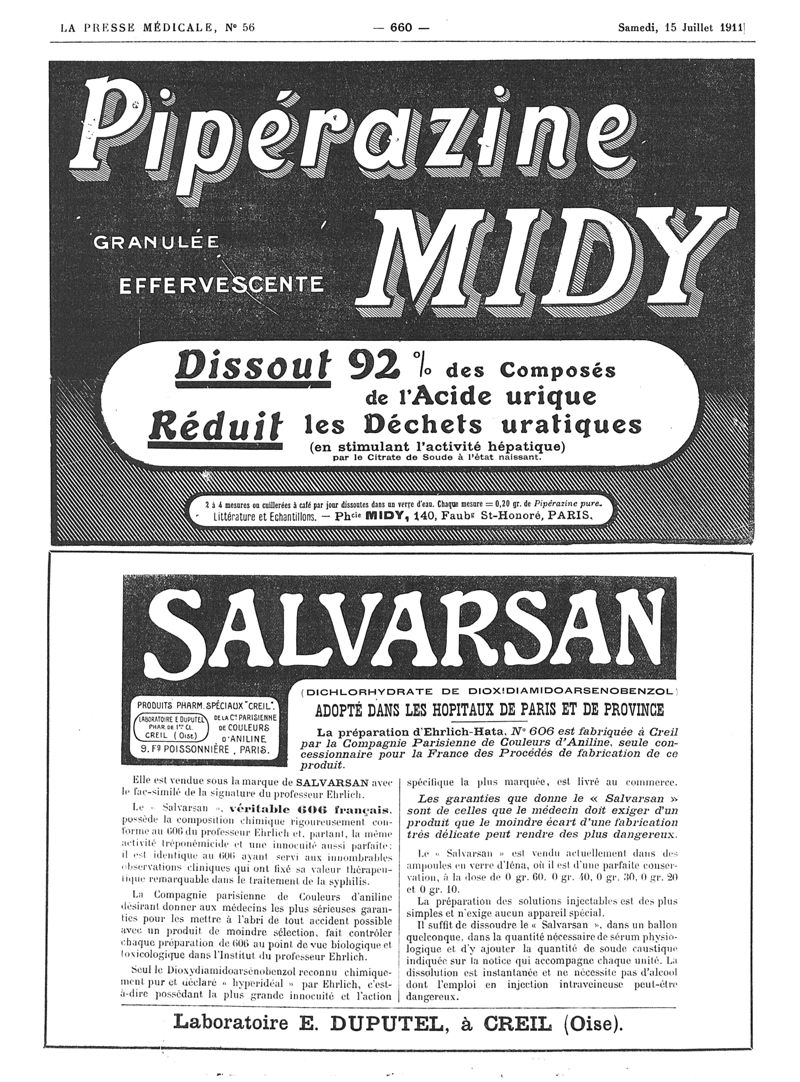 LA PRESSE MÉDICALE, Nº 56
— 660 —
Samedi, 15 Juillet 1911
Pipérazine
MIDY
GRANULÉE
EFFERVESCENTE
Dissout 92 % des Composés
de l'Acide urique
Réduit les Déchets uratiques
(en stimulant l'activité hépatique)
par le Citrate de Soude à l'état naissant.
2 à 4 mesures ou cuillerées à café par jour dissoutes dans un verre d'eau. Chaque mesure = 0,20 gr. de Pipérazine pure.
Littérature et Echantillons. — Phcie MIDY, 140, Faubg St-Honoré, PARIS.
SALVARSAN
PRODUITS PHARM. SPÉCIAUX "CREIL".
LABORATOIRE E DUPUTEL
PHAR. DE 1re CL.
CREIL (Oise)
DE LA Cie PARISIENNE
DE COULEURS
D'ANILINE
9. Fg POISSONNIÈRE, PARIS.
(DICHLORHYDRATE DE DIOXIDIAMIDOARSENOBENZOL)
ADOPTÉ DANS LES HOPITAUX DE PARIS ET DE PROVINCE
La préparation d'Ehrlich-Hata, Nº 606 est fabriquée à Creil
par la Compagnie Parisienne de Couleurs d'Aniline, seule con-
cessionnaire pour la France des Procédés de fabrication de ce
produit.
Elle est vendue sous la marque de SALVARSAN avec
le fac-similé de la signature du professeur Ehrlich.
Le « Salvarsan », véritable 606 français,
possède la composition chimique rigoureusement con-
forme au 606 du professeur Ehrlich et, partant, la même
activité tréponémicide et une innocuité aussi parfaite;
il est identique au 606 ayant servi aux innombrables
observations cliniques qui ont fixé sa valeur thérapeu-
tique remarquable dans le traitement de la syphilis.
La Compagnie parisienne de Couleurs d'aniline
désirant donner aux médecins les plus sérieuses garan-
ties pour les mettre à l'abri de tout accident possible
avec un produit de moindre sélection, fait contrôler
chaque préparation de 606 au point de vue biologique et
toxicologique dans l'Institut du professeur Ehrlich.
Seul le Dioxydiamidoarsénobenzol reconnu chimique-
ment pur et déclaré « hyperidéal » par Ehrlich, c'est-
à-dire possédant la plus grande innocuité et l'action
spécifique la plus marquée, est livré au commerce.
Les garanties que donne le « Salvarsan »
sont de celles que le médecin doit exiger d'un
produit que le moindre écart d'une fabrication
très délicate peut rendre des plus dangereux.
Le « Salvarsan » est vendu actuellement dans des
ampoules en verre d'Iéna, où il est d'une parfaite conser-
vation, à la dose de 0 gr. 60, 0 gr. 40, 0 gr. 30, 0 gr. 20
et 0 gr. 10.
La préparation des solutions injectables est des plus
simples et n'exige aucun appareil spécial.
Il suffit de dissoudre le « Salvarsan », dans un ballon
quelconque, dans la quantité nécessaire de sérum physio-
logique et d'y ajouter la quantité de soude caustique
indiquée sur la notice qui accompagne chaque unité. La
dissolution est instantanée et ne nécessite pas d'alcool
dont l'emploi en injection intraveineuse peut-être
dangereux.
Laboratoire E. DUPUTEL, à CREIL (Oise).